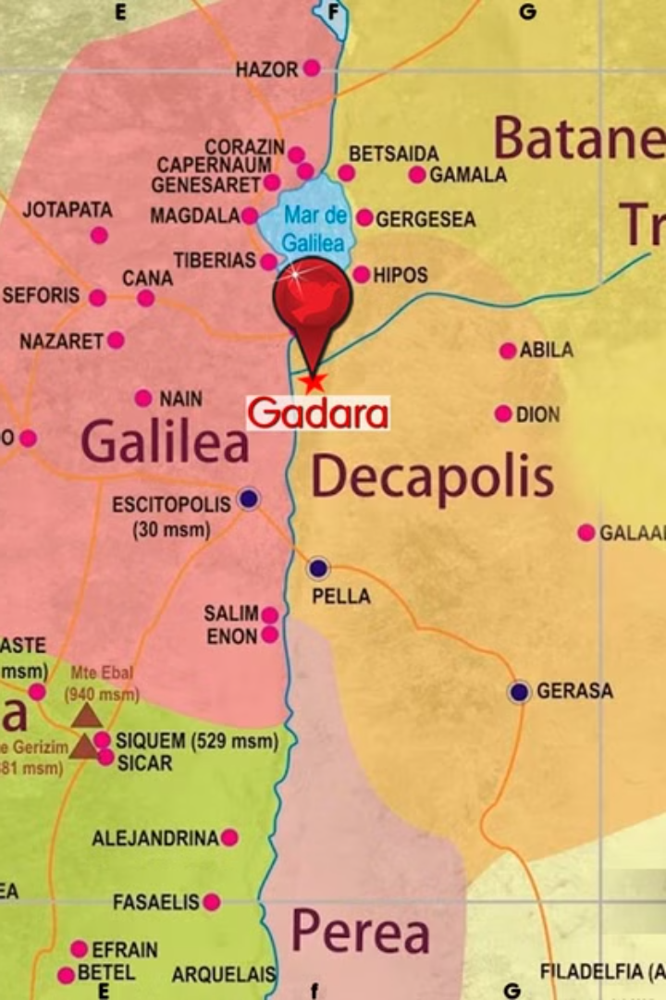 E
F
G
HAZOR
Batane
CORAZIN
BETSAIDA
CAPERNAUM
GAMALA
GENESARET
JOTAPATA
MAGDALA
Mar de
Galilea
GERGESEA
Tr
TIBERIAS
HIPOS
CANA
SEFORIS
NAZARET
ABILA
NAIN
Gadara
DION
O
Galilea
Decapolis
ESCITOPOLIS
(30 msm)
GALAA
PELLA
SALIM
ENON
ASTE
msm)
Mte Ebal
(940 msm)
GERASA
a
SIQUEM (529 msm)
e Gerizim
81 msm)
SICAR
ALEJANDRINA
EA
FASAELIS
Perea
EFRAIN
BETEL
ARQUELAIS
FILADELFIA (A
E
f
G